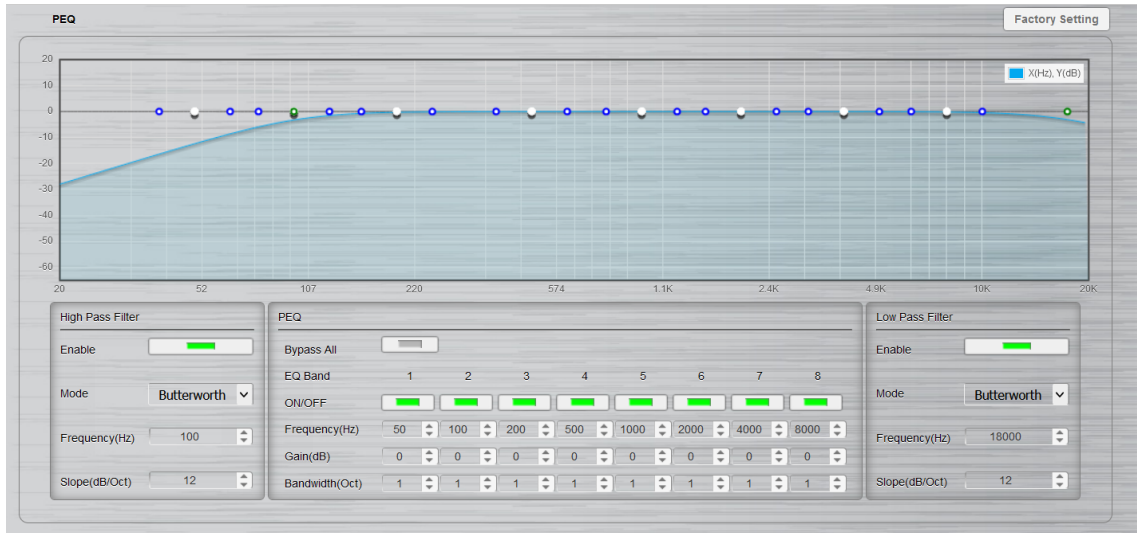 PEQ
Factory Setting
20
X(Hz), Y(dB)
10
0
-10
-20
-30
-40
-50
-60
20 52 107 220 574 1.1K 2.4K 4.9K 10K 20K
High Pass Filter
Enable
Mode Butterworth
Frequency(Hz) 100
Slope(dB/Oct) 12
PEQ
Bypass All
EQ Band 1 2 3 4 5 6 7 8
ON/OFF
Frequency(Hz) 50 100 200 500 1000 2000 4000 8000
Gain(dB) 0 0 0 0 0 0 0 0
Bandwidth(Oct) 1 1 1 1 1 1 1 1
Low Pass Filter
Enable
Mode Butterworth
Frequency(Hz) 18000
Slope(dB/Oct) 12